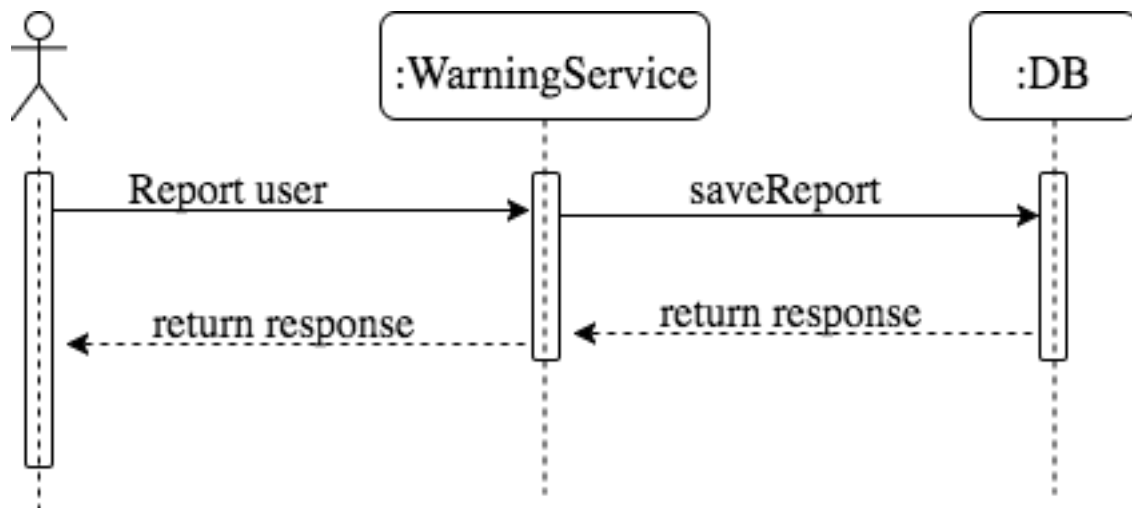 :WarningService
:DB
Report user
saveReport
return response
return response